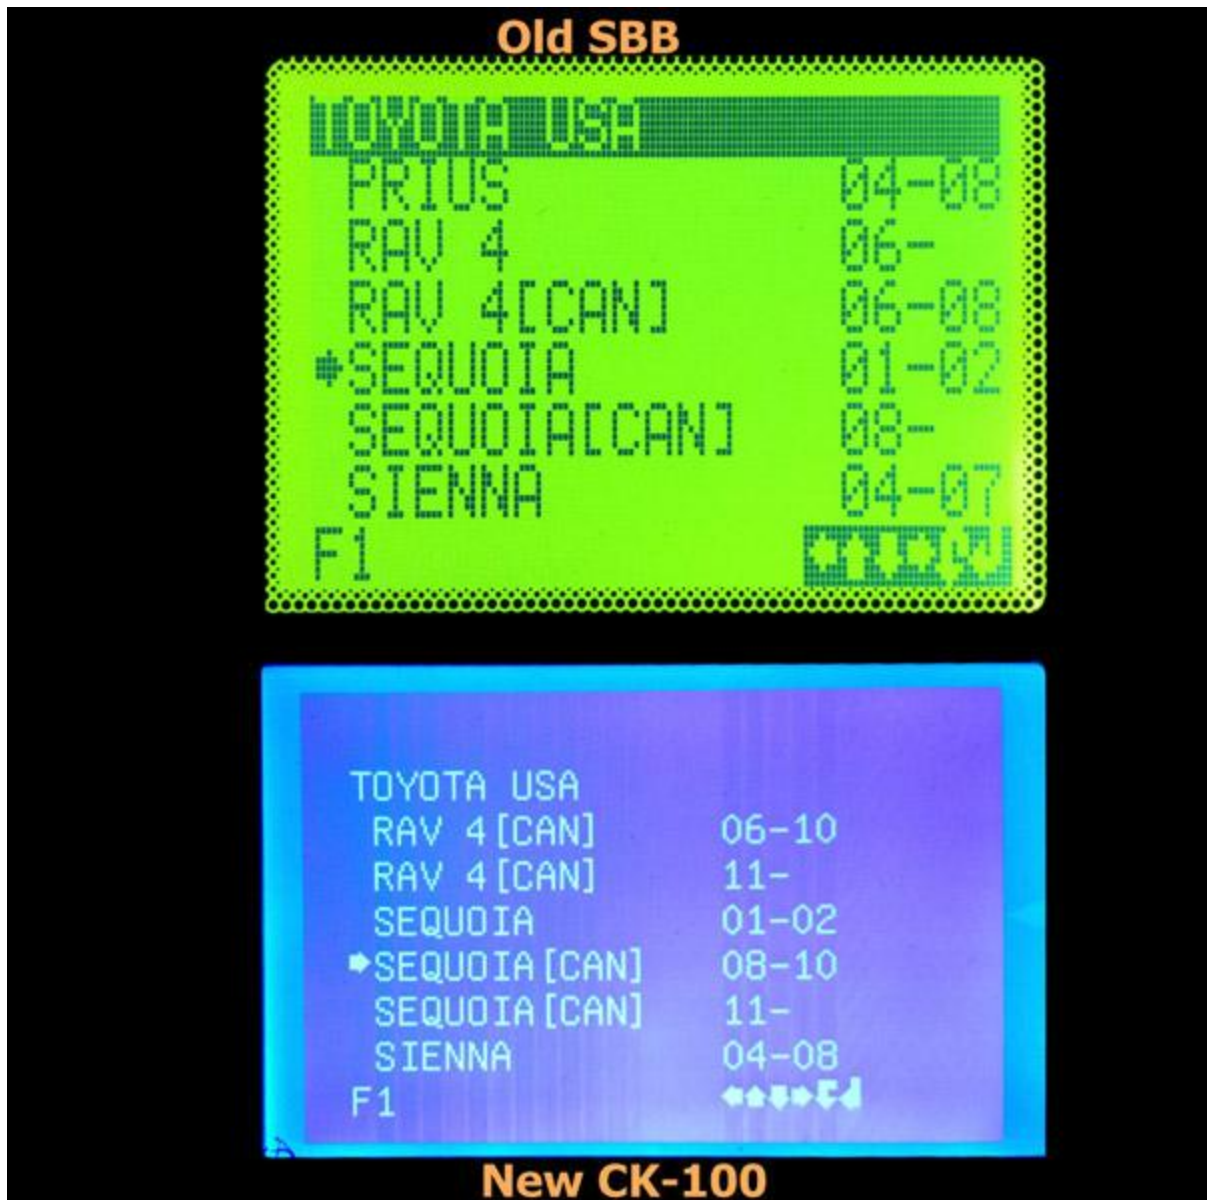 Old SBB
TOYOTA USA
PRIUS 04-08
RAV 4 06-
RAV 4[CAN] 06-08
SEQUOIA 01-02
SEQUOIA[CAN] 08-
SIENNA 04-07
F1
TOYOTA USA
RAV 4[CAN] 06-10
RAV 4[CAN] 11-
SEQUOIA 01-02
SEQUOIA[CAN] 08-10
SEQUOIA[CAN] 11-
SIENNA 04-08
F1
New CK-100